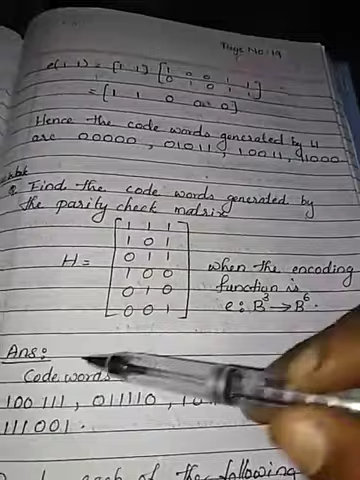 Page No: 19
e(1 1) = [1 1] [1 0 0 1 1
0 1 0 1 1]
= [1 1 0 0 0]
Hence the code words generated by H
are 00000, 01011, 10011, 11000
Q. Find the code words generated by
the parity check matrix
1 1 1
1 0 1
0 1 1
H = 1 0 0 when the encoding
0 1 0 function is
0 0 1 e: B³ → B⁶.
Ans:
Code words
100111, 011110,
111001.
each of the following